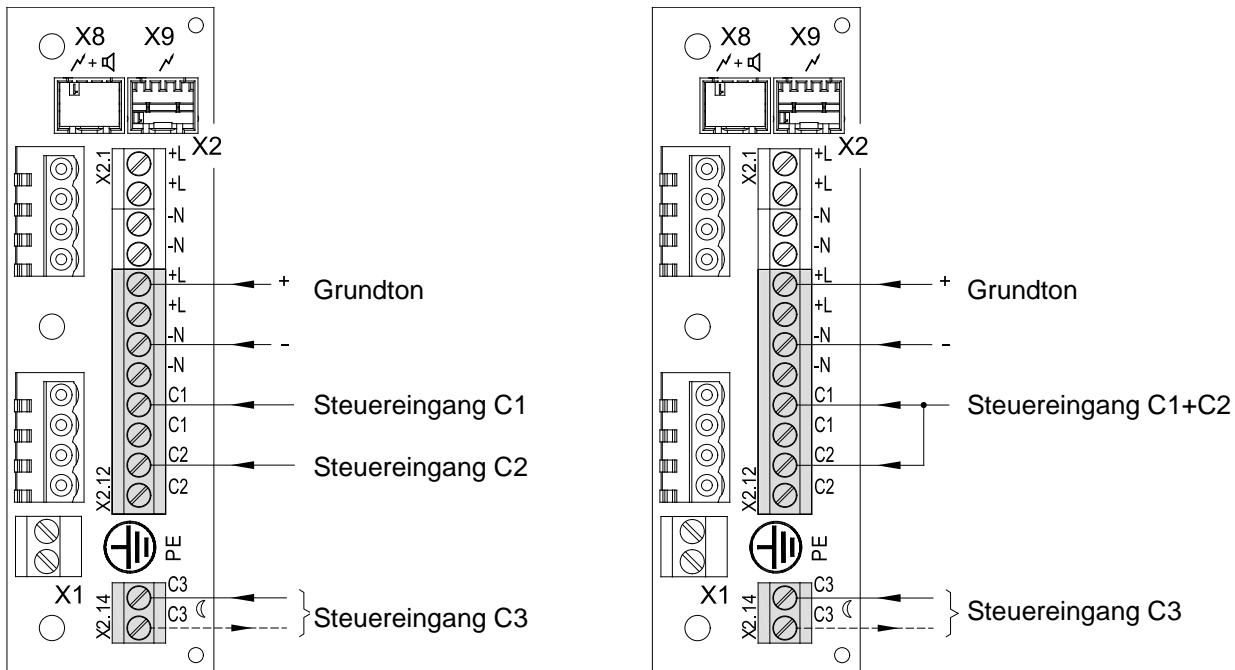 X8 X9
+
X2
X2.1
+L
+L
-N
-N
+L
+ Grundton
+L
-N
-
-N
C1
Steuereingang C1
C1
C2
Steuereingang C2
C2
X2.12
PE
X1
C3
C3
X2.14
Steuereingang C3
X8 X9
+
X2
X2.1
+L
+L
-N
-N
+L
+ Grundton
+L
-N
-
-N
C1
Steuereingang C1+C2
C1
C2
C2
X2.12
PE
X1
C3
C3
X2.14
Steuereingang C3